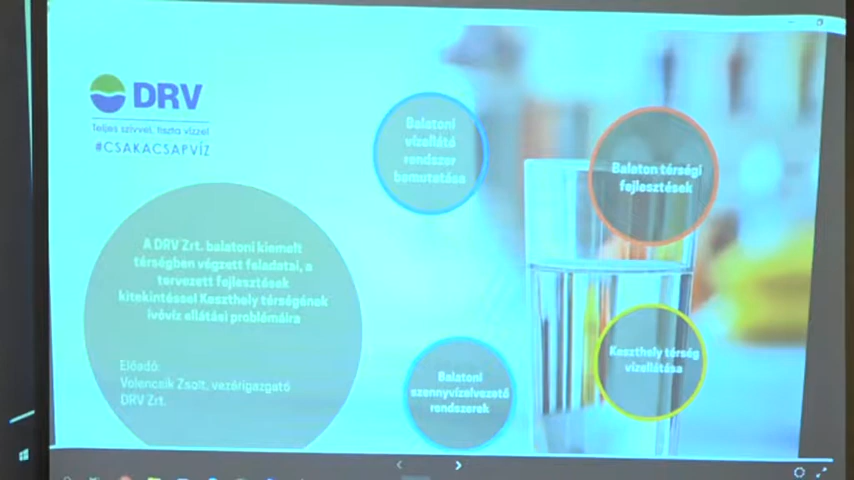 DRV
Teljes szívvel, tiszta vízzel
#CSAKACSAPVÍZ
A DRV Zrt. balatoni kiemelt
térségben végzett feladatai, a
tervezett fejlesztések
kitekintéssel Keszthely térségének
ivóvíz ellátási problémáira
Előadó:
Volencsik Zsolt, vezérigazgató
DRV Zrt.
Balatoni
vízellátó
rendszer
bemutatása
Balaton térségi
fejlesztések
Balatoni
szennyvízelvezető
rendszerek
Keszthely térség
vízellátása